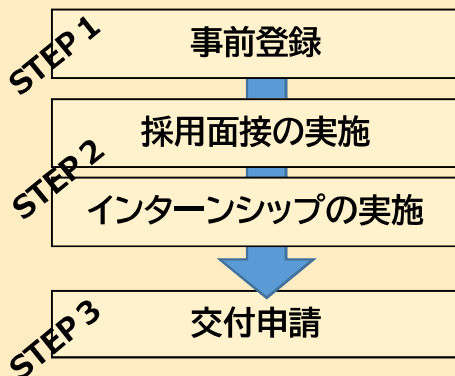 STEP 1
事前登録
STEP 2
採用面接の実施
インターンシップの実施
STEP 3
交付申請